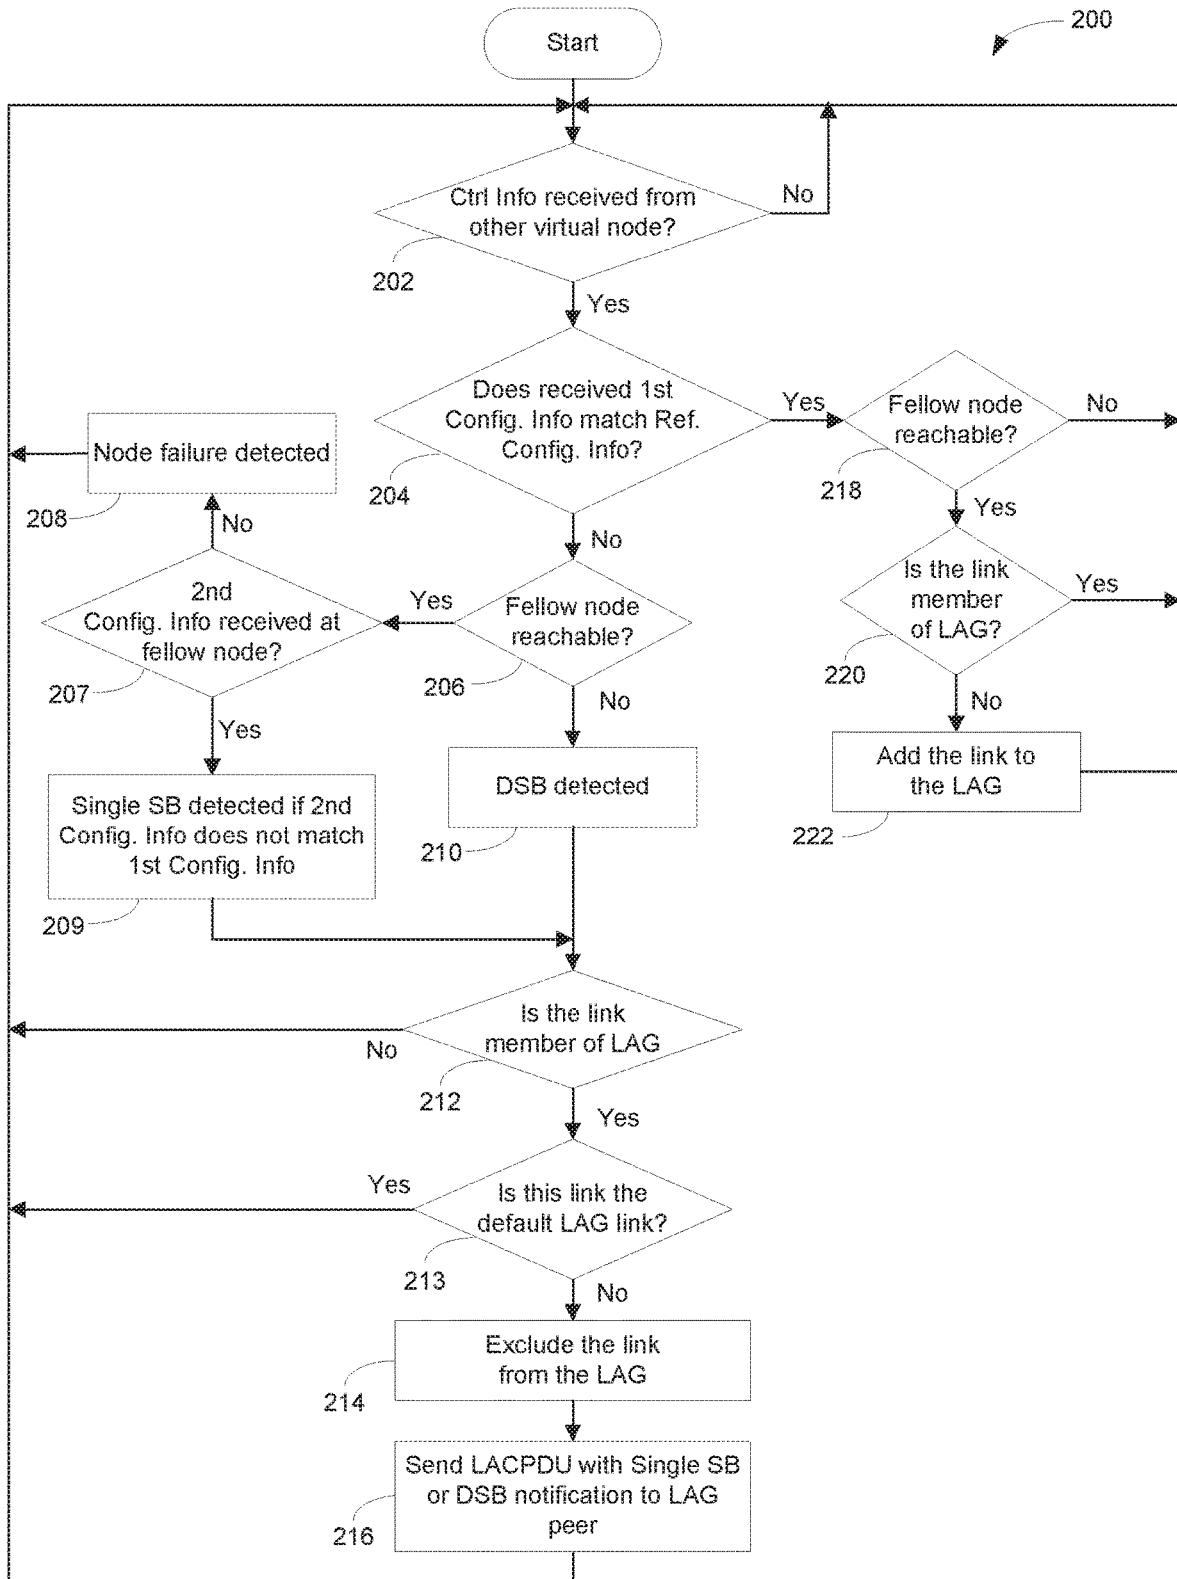 200
Start
Ctrl Info received from
other virtual node?
No
202
Yes
Does received 1st
Config. Info match Ref.
Config. Info?
204
Yes
Fellow node
reachable?
No
218
Yes
Node failure detected
208
No
No
2nd
Config. Info received at
fellow node?
207
Yes
Fellow node
reachable?
206
Is the link
member
of LAG?
Yes
220
No
Yes
No
Add the link to
the LAG
222
Single SB detected if 2nd
Config. Info does not match
1st Config. Info
209
DSB detected
210
Is the link
member of LAG
No
212
Yes
Is this link the
default LAG link?
Yes
213
No
Exclude the link
from the LAG
214
Send LACPDU with Single SB
or DSB notification to LAG
peer
216